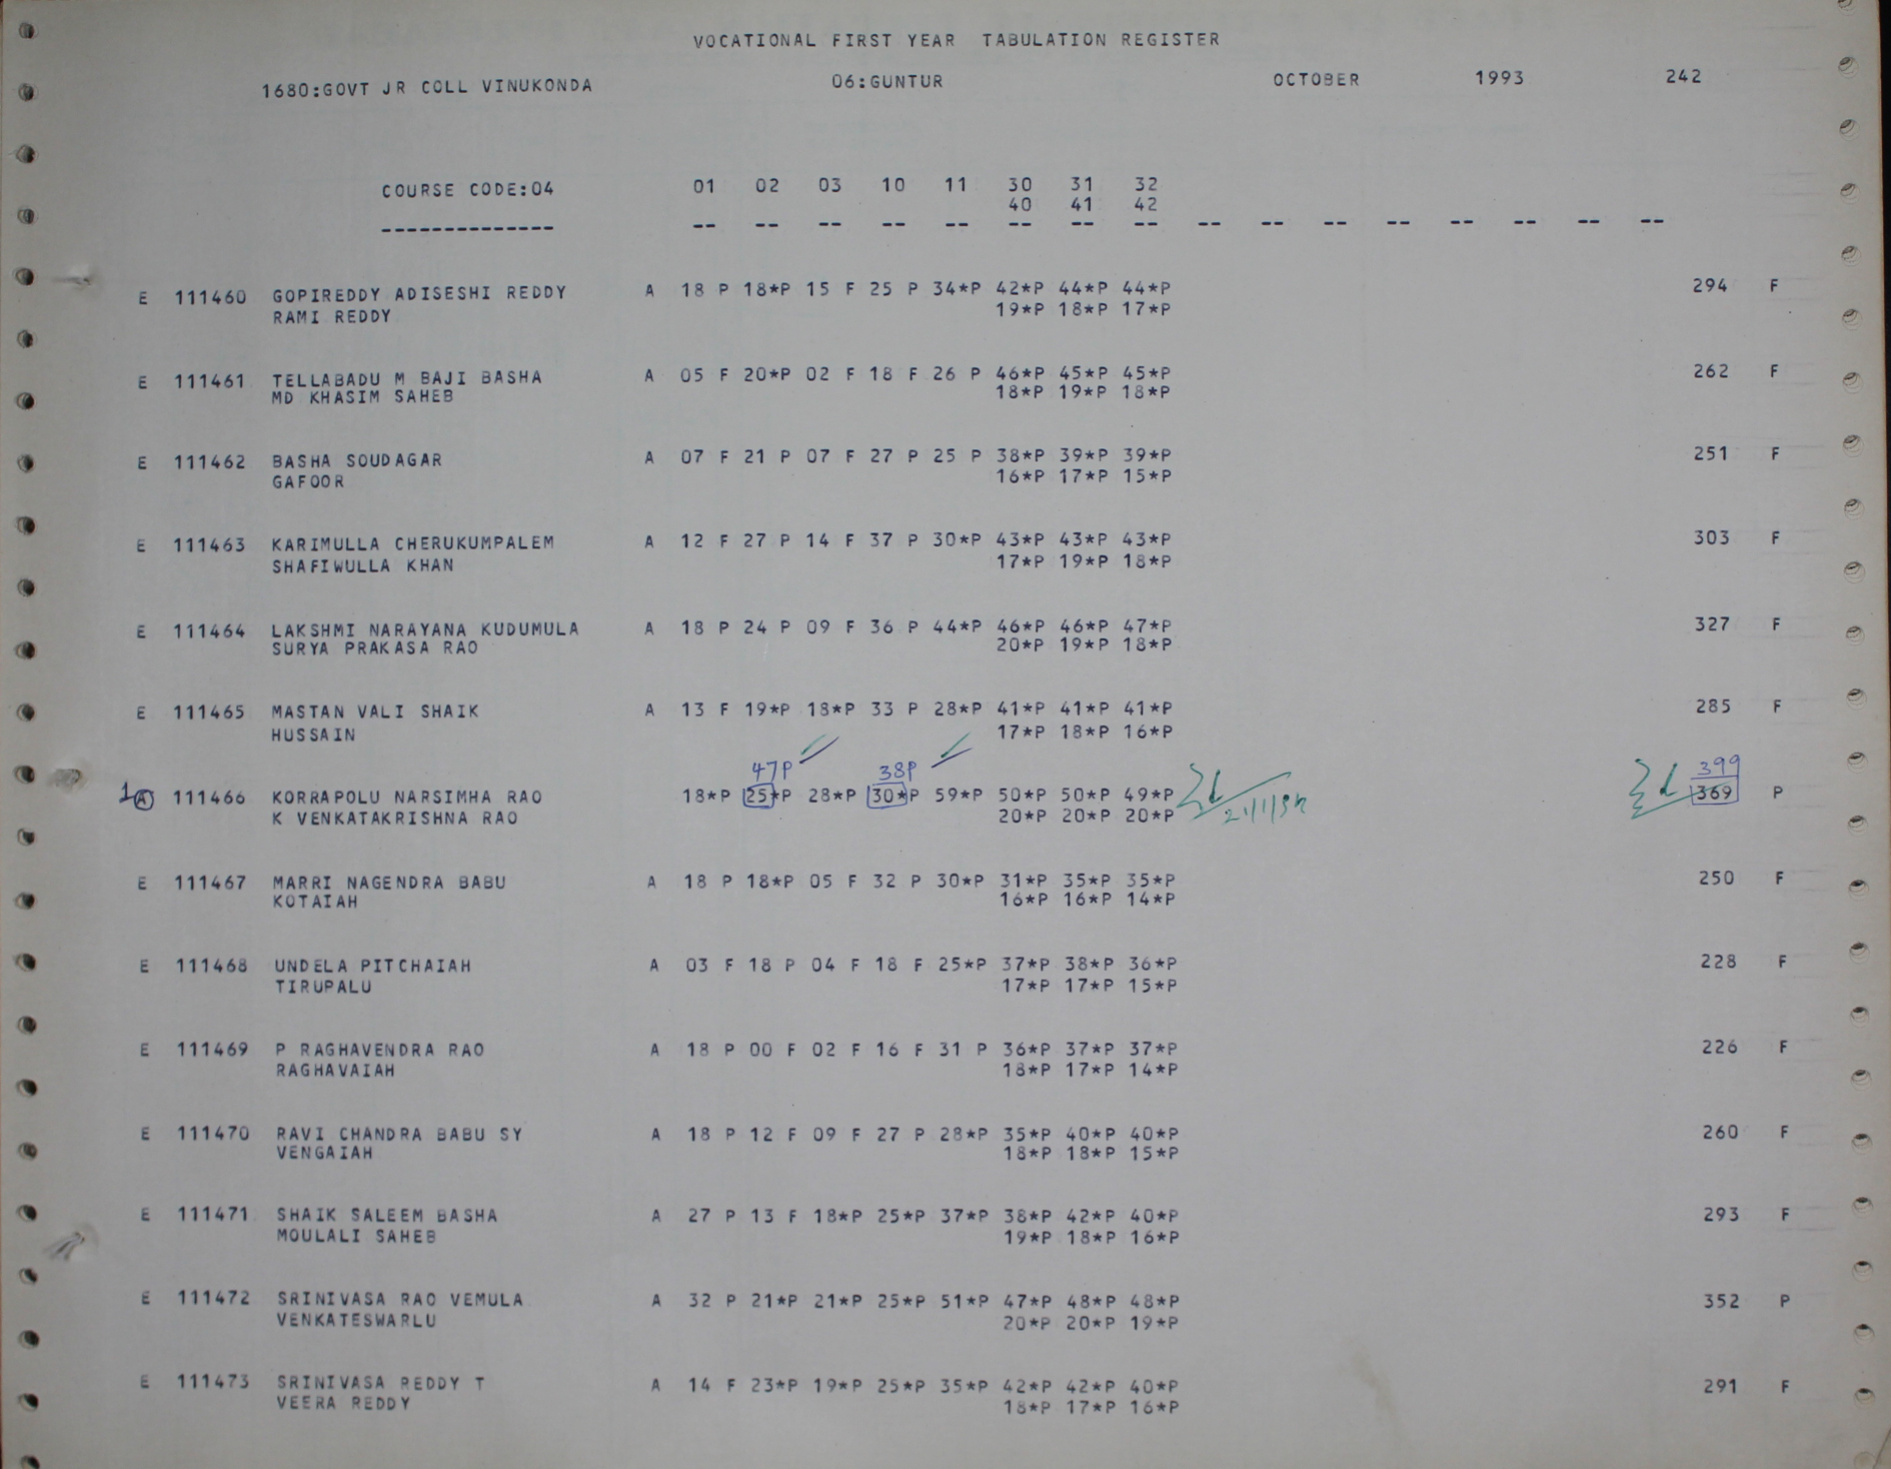 VOCATIONAL FIRST YEAR TABULATION REGISTER
1680:GOVT JR COLL VINUKONDA 06:GUNTUR OCTOBER 1993 242
COURSE CODE:04 01 02 03 10 11 30 31 32
40 41 42
-------------- -- -- -- -- -- -- -- -- -- -- -- -- -- -- -- --
E 111460 GOPIREDDY ADISESHI REDDY A 18 P 18*P 15 F 25 P 34*P 42*P 44*P 44*P 294 F
RAMI REDDY 19*P 18*P 17*P
E 111461 TELLABADU M BAJI BASHA A 05 F 20*P 02 F 18 F 26 P 46*P 45*P 45*P 262 F
MD KHASIM SAHEB 18*P 19*P 18*P
E 111462 BASHA SOUDAGAR A 07 F 21 P 07 F 27 P 25 P 38*P 39*P 39*P 251 F
GAFOOR 16*P 17*P 15*P
E 111463 KARIMULLA CHERUKUMPALEM A 12 F 27 P 14 F 37 P 30*P 43*P 43*P 43*P 303 F
SHAFIWULLA KHAN 17*P 19*P 18*P
E 111464 LAKSHMI NARAYANA KUDUMULA A 18 P 24 P 09 F 36 P 44*P 46*P 46*P 47*P 327 F
SURYA PRAKASA RAO 20*P 19*P 18*P
E 111465 MASTAN VALI SHAIK A 13 F 19*P 18*P 33 P 28*P 41*P 41*P 41*P 285 F
HUSSAIN 17*P 18*P 16*P
47P 38P 399
1 A 111466 KORRAPOLU NARSIMHA RAO 18*P 25*P 28*P 30*P 59*P 50*P 50*P 49*P 369 P
K VENKATAKRISHNA RAO 20*P 20*P 20*P
E 111467 MARRI NAGENDRA BABU A 18 P 18*P 05 F 32 P 30*P 31*P 35*P 35*P 250 F
KOTAIAH 16*P 16*P 14*P
E 111468 UNDELA PITCHAIAH A 03 F 18 P 04 F 18 F 25*P 37*P 38*P 36*P 228 F
TIRUPALU 17*P 17*P 15*P
E 111469 P RAGHAVENDRA RAO A 18 P 00 F 02 F 16 F 31 P 36*P 37*P 37*P 226 F
RAGHAVAIAH 18*P 17*P 14*P
E 111470 RAVI CHANDRA BABU SY A 18 P 12 F 09 F 27 P 28*P 35*P 40*P 40*P 260 F
VENGAIAH 18*P 18*P 15*P
E 111471 SHAIK SALEEM BASHA A 27 P 13 F 18*P 25*P 37*P 38*P 42*P 40*P 293 F
MOULALI SAHEB 19*P 18*P 16*P
E 111472 SRINIVASA RAO VEMULA A 32 P 21*P 21*P 25*P 51*P 47*P 48*P 48*P 352 P
VENKATESWARLU 20*P 20*P 19*P
E 111473 SRINIVASA REDDY T A 14 F 23*P 19*P 25*P 35*P 42*P 42*P 40*P 291 F
VEERA REDDY 18*P 17*P 16*P